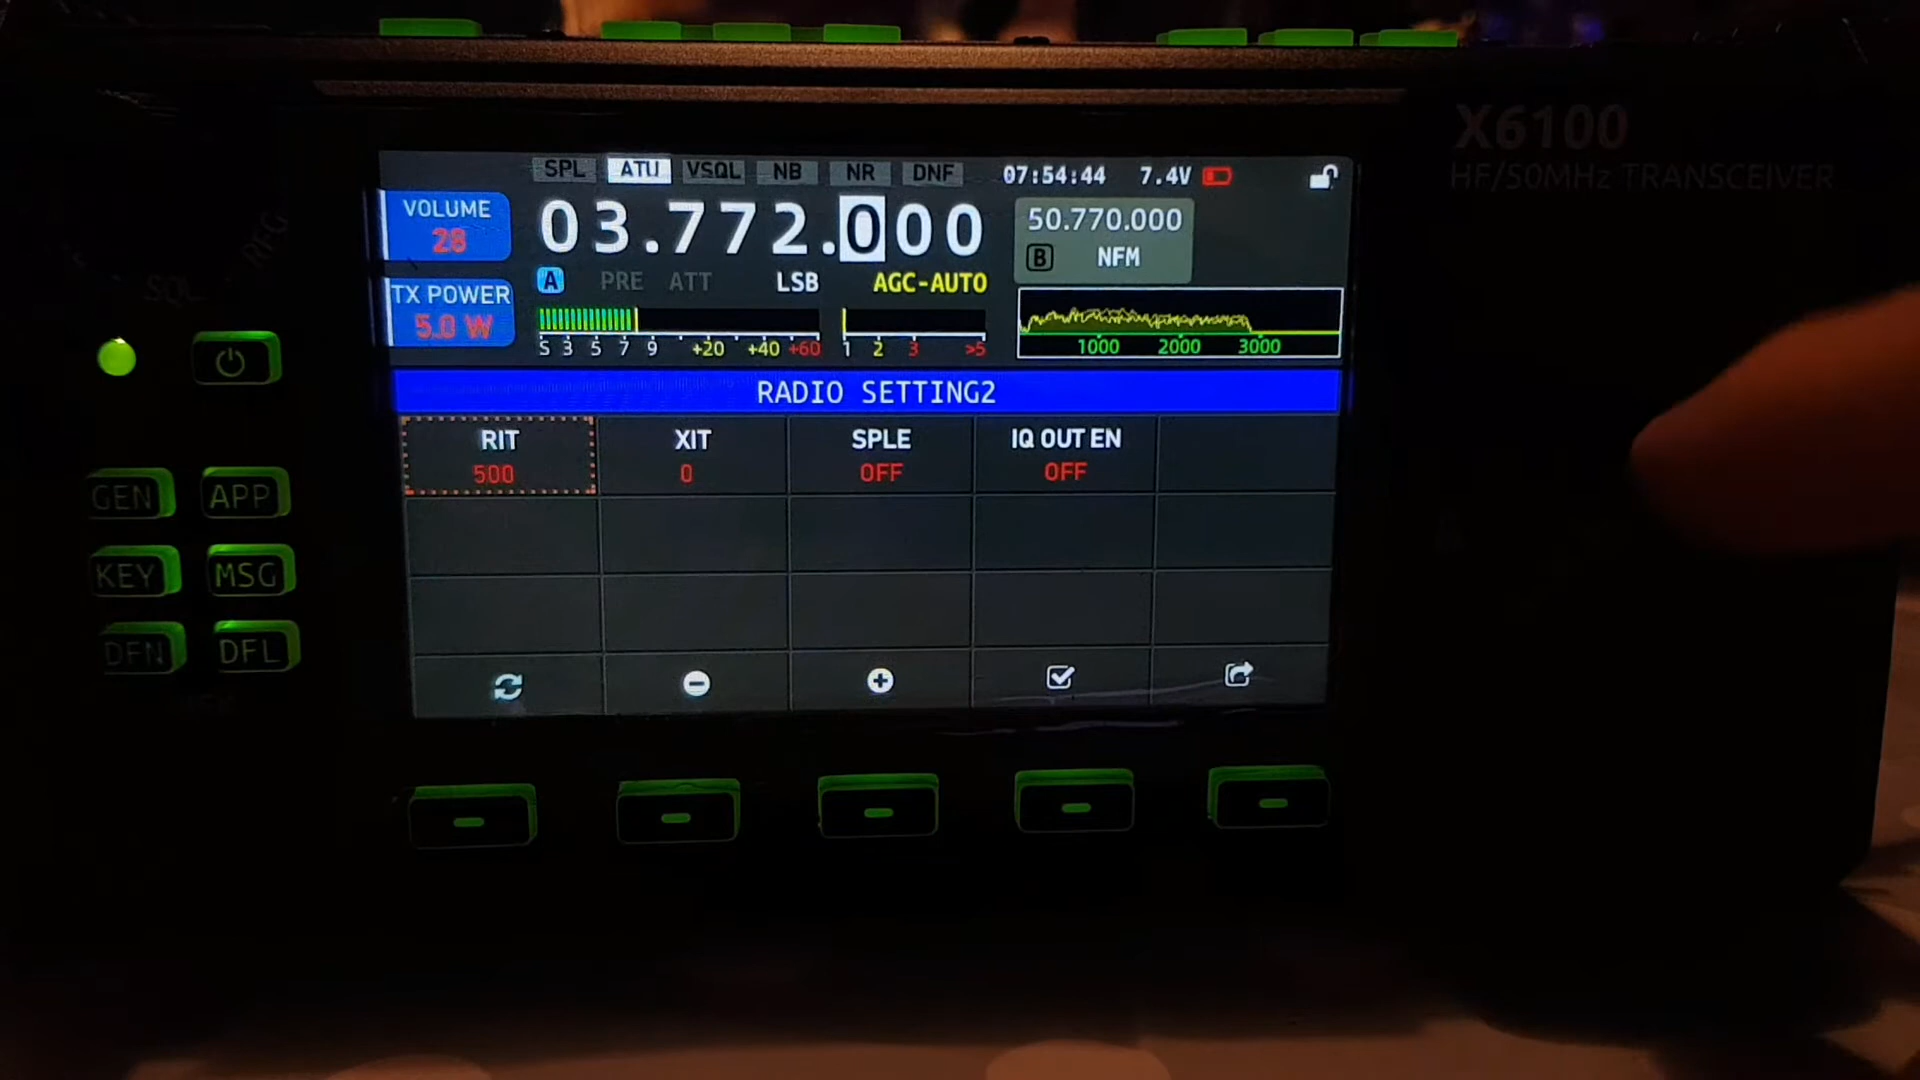 X6100
HF/50MHz TRANSCEIVER
SPL ATU VSQL NB NR DNF 07:54:44 7.4V
VOLUME
28
03.772.000
50.770.000
B NFM
A PRE ATT LSB AGC-AUTO
TX POWER
5.0 W
S 3 5 7 9 +20 +40 +60 1 2 3 >5
1000 2000 3000
RFG
SQL
RADIO SETTING2
RIT XIT SPLE IQ OUT EN
500 0 OFF OFF
GEN APP
KEY MSG
DFN DFL